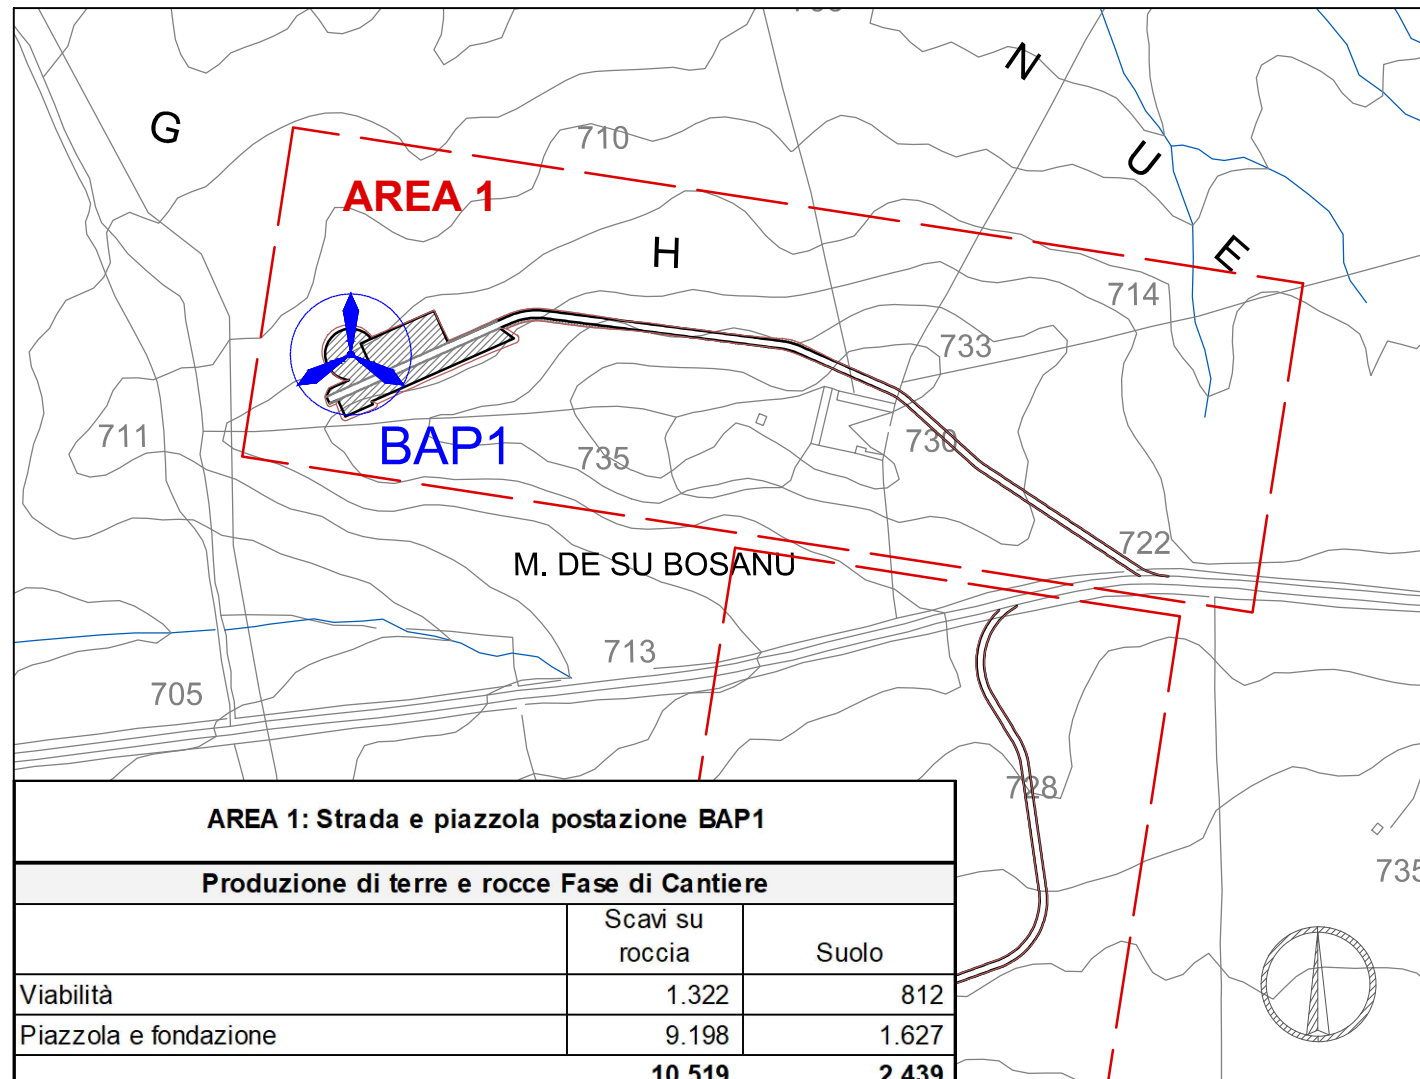 G
N
710
U
AREA 1
H
E
714
733
711
BAP1
735
730
722
M. DE SU BOSANU
713
705
728
AREA 1: Strada e piazzola postazione BAP1
735
Produzione di terre e rocce Fase di Cantiere
Scavi su
roccia
Suolo
Viabilità 1.322 812
Piazzola e fondazione 9.198 1.627
10.519 2.439